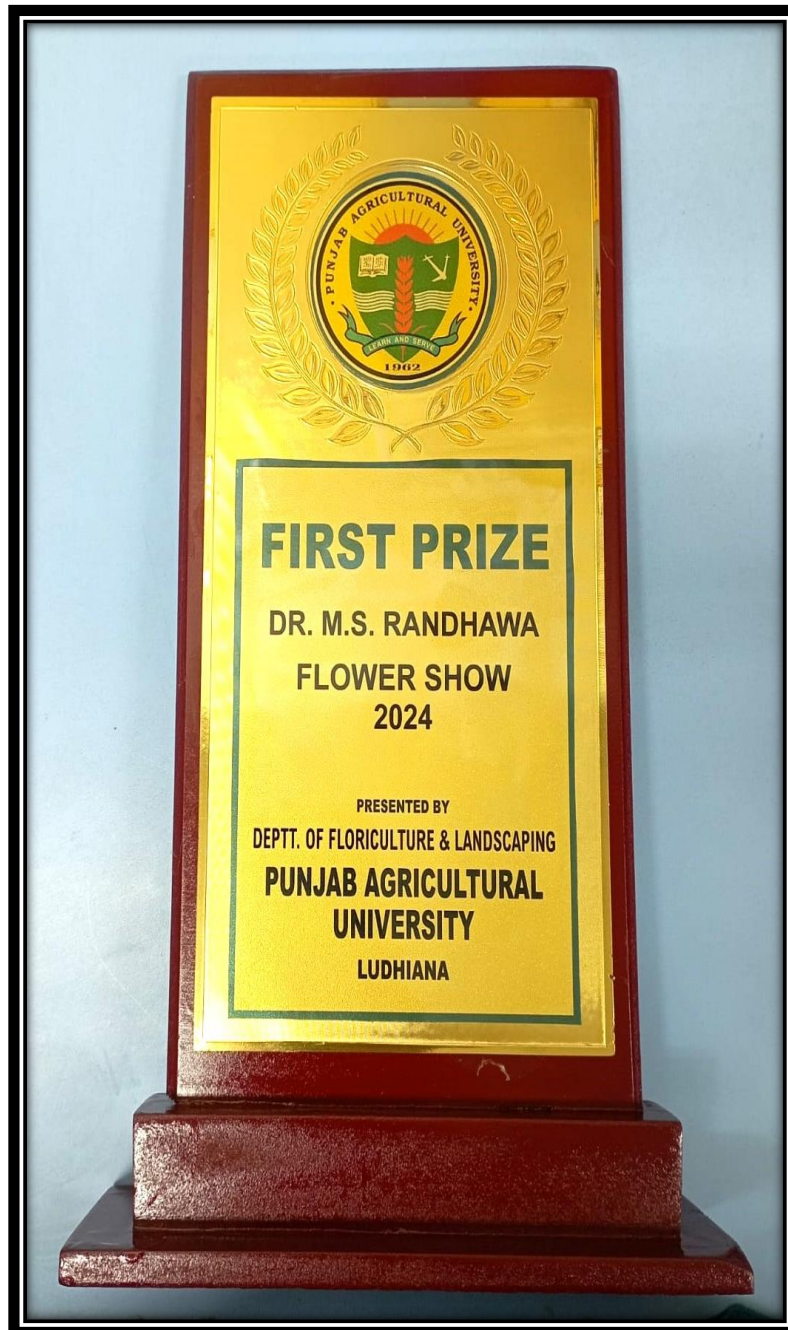 PUNJAB AGRICULTURAL UNIVERSITY
LEARN AND SERVE
1962
FIRST PRIZE
DR. M.S. RANDHAWA
FLOWER SHOW
2024
PRESENTED BY
DEPTT. OF FLORICULTURE & LANDSCAPING
PUNJAB AGRICULTURAL
UNIVERSITY
LUDHIANA